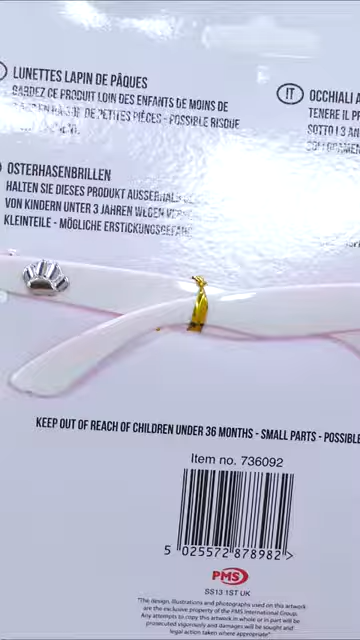 LUNETTES LAPIN DE PÂQUES
GARDEZ CE PRODUIT LOIN DES ENFANTS DE MOINS DE
DE PETITES PIÈCES - POSSIBLE RISQUE
IT
OCCHIALI
TENERE IL
SOTTO I 3
OSTERHASENBRILLEN
HALTEN SIE DIESES PRODUKT AUSSERHALB
VON KINDERN UNTER 3 JAHREN WEGEN
KLEINTEILE - MÖGLICHE ERSTICKUNGSGEFAHR
KEEP OUT OF REACH OF CHILDREN UNDER 36 MONTHS - SMALL PARTS - POSSIBLE
Item no. 736092
5 025572 878982 >
PMS
SS13 1ST UK
"The design, illustrations and photographs used on this artwork
are the exclusive property of the PMS International Group.
Any attempts to copy this artwork in whole or in part will be
prosecuted vigorously and damages will be sought and
legal action taken where appropriate"